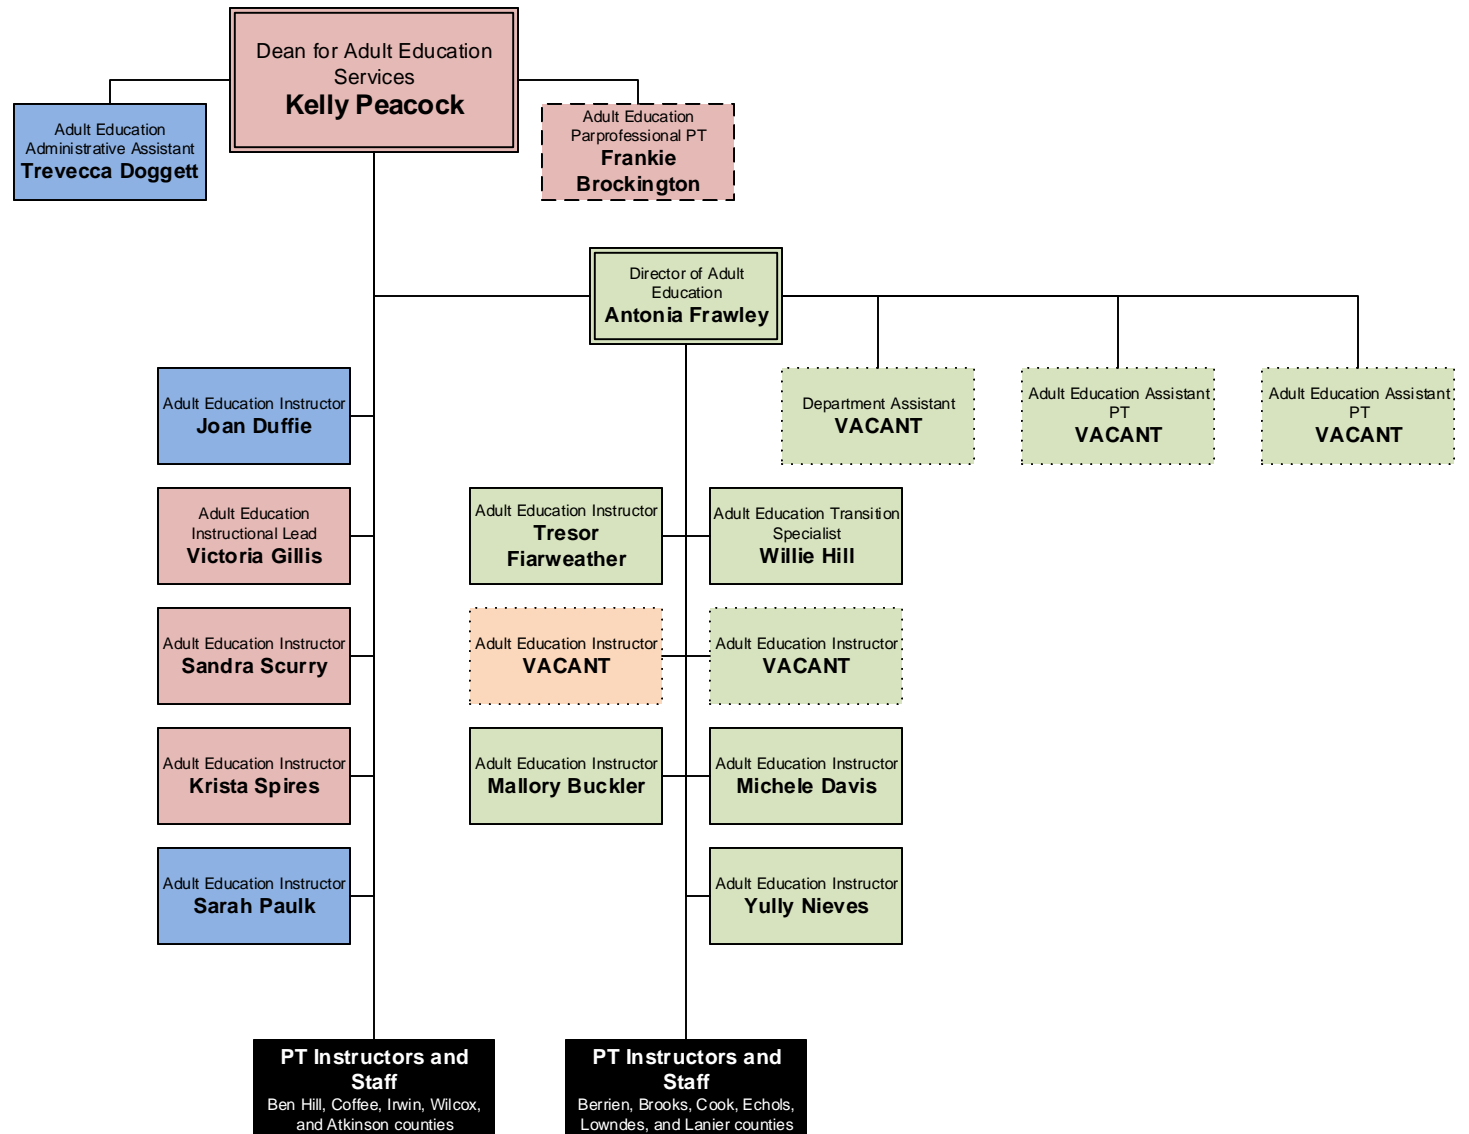 Dean for Adult Education
Services
Kelly Peacock
Adult Education
Administrative Assistant
Trevecca Doggett
Adult Education
Parprofessional PT
Frankie
Brockington
Director of Adult
Education
Antonia Frawley
Adult Education Instructor
Joan Duffie
Department Assistant
VACANT
Adult Education Assistant
PT
VACANT
Adult Education Assistant
PT
VACANT
Adult Education
Instructional Lead
Victoria Gillis
Adult Education Instructor
Tresor
Fiarweather
Adult Education Transition
Specialist
Willie Hill
Adult Education Instructor
Sandra Scurry
Adult Education Instructor
VACANT
Adult Education Instructor
VACANT
Adult Education Instructor
Krista Spires
Adult Education Instructor
Mallory Buckler
Adult Education Instructor
Michele Davis
Adult Education Instructor
Sarah Paulk
Adult Education Instructor
Yully Nieves
PT Instructors and
Staff
Ben Hill, Coffee, Irwin, Wilcox,
and Atkinson counties
PT Instructors and
Staff
Berrien, Brooks, Cook, Echols,
Lowndes, and Lanier counties